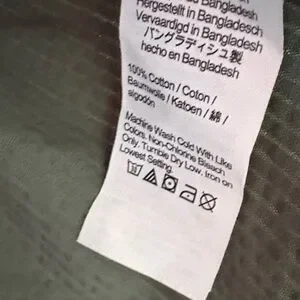 Hergestellt in Bangladesh
Vervaardigd in Bangladesh
バングラディシュ製
hecho en Bangladesh
100% Cotton / Coton /
Baumwolle / Katoen / 綿 /
algodón
Machine Wash Cold With Like
Colors, Non-Chlorine Bleach
Only, Tumble Dry Low, Iron on
Lowest Setting.